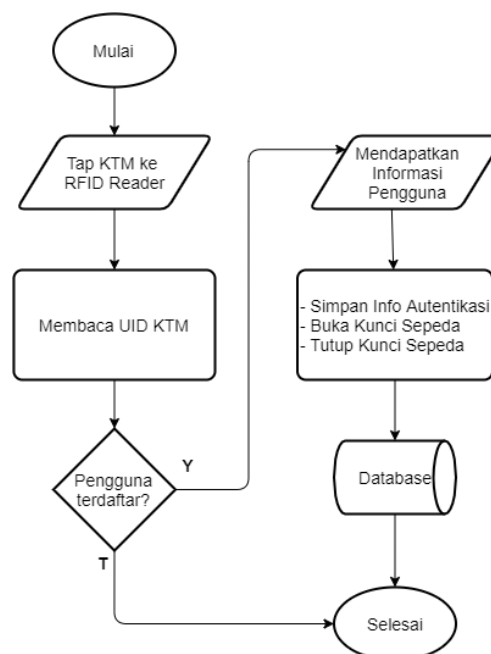 Mulai
Tap KTM ke
RFID Reader
Membaca UID KTM
Pengguna
terdaftar?
Y
T
Mendapatkan
Informasi
Pengguna
- Simpan Info Autentikasi
- Buka Kunci Sepeda
- Tutup Kunci Sepeda
Database
Selesai